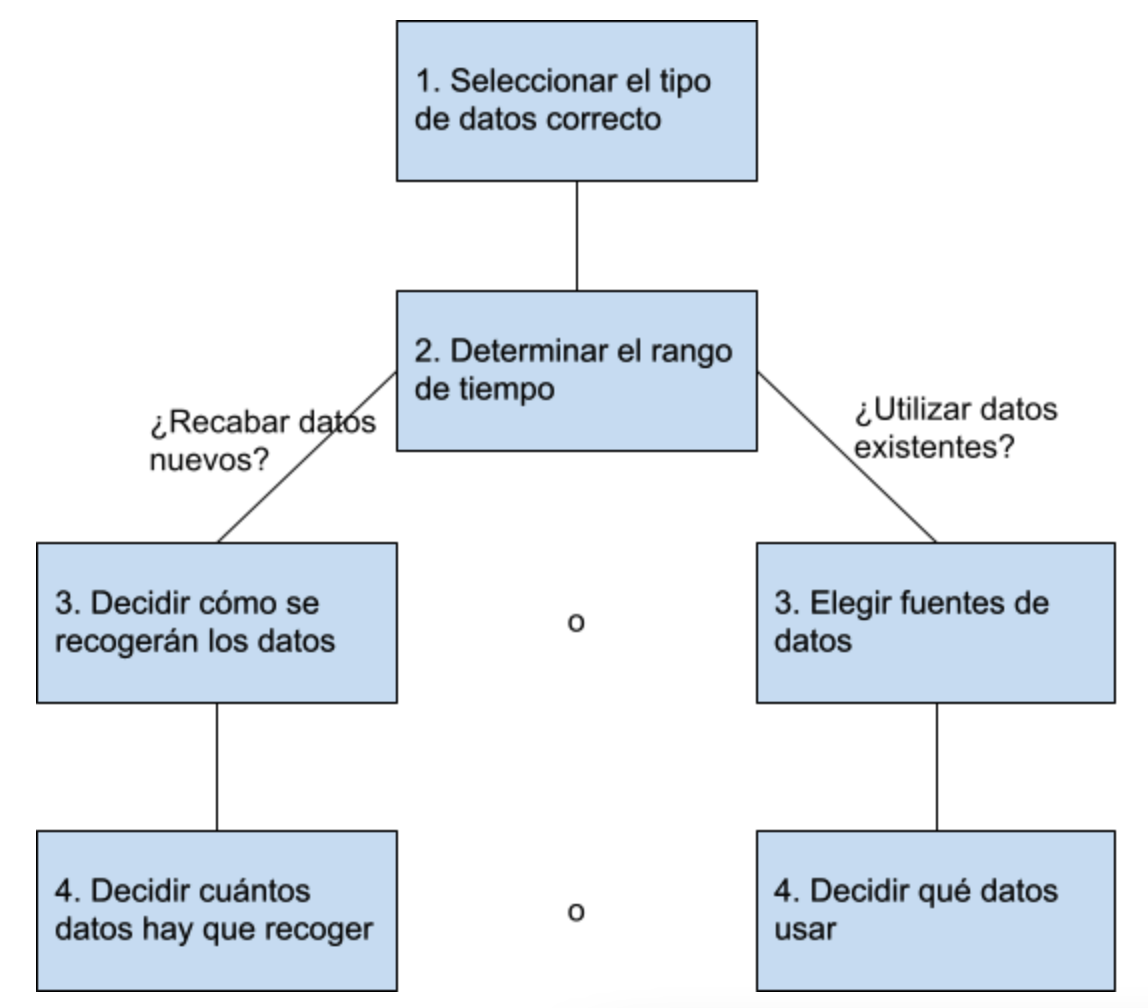 1. Seleccionar el tipo
de datos correcto
2. Determinar el rango
de tiempo
¿Recabar datos
nuevos?
¿Utilizar datos
existentes?
3. Decidir cómo se
recogerán los datos
o
3. Elegir fuentes de
datos
4. Decidir cuántos
datos hay que recoger
o
4. Decidir qué datos
usar